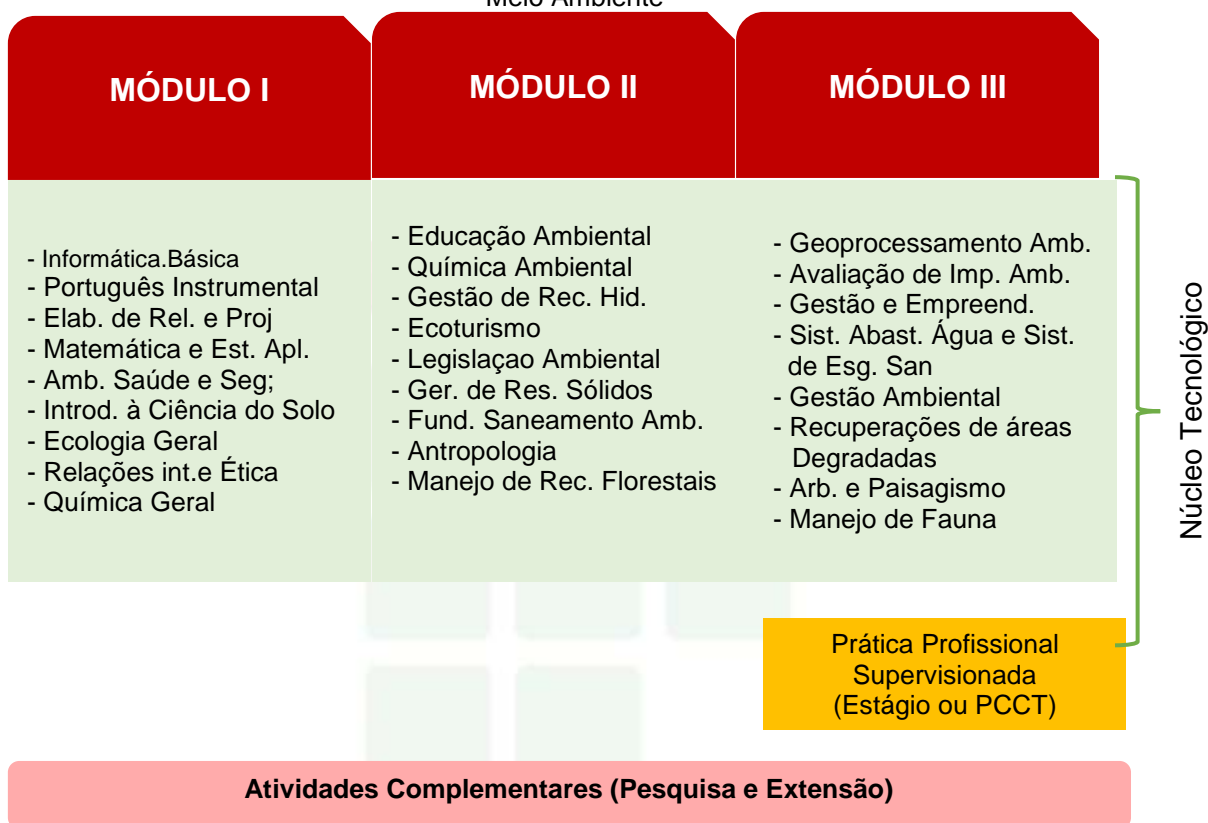 Meio Ambiente
MÓDULO I
MÓDULO II
MÓDULO III
- Informática.Básica
- Português Instrumental
- Elab. de Rel. e Proj
- Matemática e Est. Apl.
- Amb. Saúde e Seg;
- Introd. à Ciência do Solo
- Ecologia Geral
- Relações int.e Ética
- Química Geral
- Educação Ambiental
- Química Ambiental
- Gestão de Rec. Hid.
- Ecoturismo
- Legislaçao Ambiental
- Ger. de Res. Sólidos
- Fund. Saneamento Amb.
- Antropologia
- Manejo de Rec. Florestais
- Geoprocessamento Amb.
- Avaliação de Imp. Amb.
- Gestão e Empreend.
- Sist. Abast. Água e Sist.
de Esg. San
- Gestão Ambiental
- Recuperações de áreas
Degradadas
- Arb. e Paisagismo
- Manejo de Fauna
Núcleo Tecnológico
Prática Profissional
Supervisionada
(Estágio ou PCCT)
Atividades Complementares (Pesquisa e Extensão)